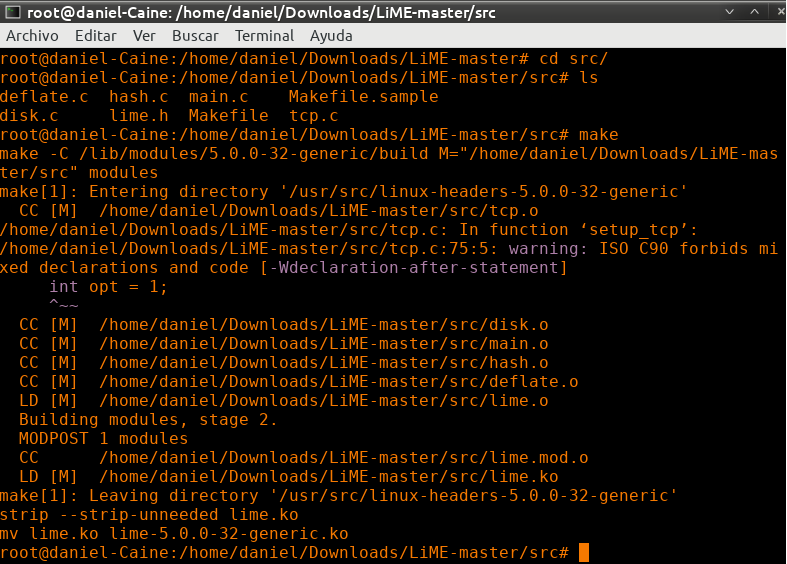 root@daniel-Caine: /home/daniel/Downloads/LiME-master/src
Archivo Editar Ver Buscar Terminal Ayuda
root@daniel-Caine:/home/daniel/Downloads/LiME-master# cd src/
root@daniel-Caine:/home/daniel/Downloads/LiME-master/src# ls
deflate.c  hash.c  main.c    Makefile.sample
disk.c     lime.h  Makefile  tcp.c
root@daniel-Caine:/home/daniel/Downloads/LiME-master/src# make
make -C /lib/modules/5.0.0-32-generic/build M="/home/daniel/Downloads/LiME-mas
ter/src" modules
make[1]: Entering directory '/usr/src/linux-headers-5.0.0-32-generic'
  CC [M]  /home/daniel/Downloads/LiME-master/src/tcp.o
/home/daniel/Downloads/LiME-master/src/tcp.c: In function ‘setup_tcp’:
/home/daniel/Downloads/LiME-master/src/tcp.c:75:5: warning: ISO C90 forbids mi
xed declarations and code [-Wdeclaration-after-statement]
     int opt = 1;
     ^~~
  CC [M]  /home/daniel/Downloads/LiME-master/src/disk.o
  CC [M]  /home/daniel/Downloads/LiME-master/src/main.o
  CC [M]  /home/daniel/Downloads/LiME-master/src/hash.o
  CC [M]  /home/daniel/Downloads/LiME-master/src/deflate.o
  LD [M]  /home/daniel/Downloads/LiME-master/src/lime.o
  Building modules, stage 2.
  MODPOST 1 modules
  CC      /home/daniel/Downloads/LiME-master/src/lime.mod.o
  LD [M]  /home/daniel/Downloads/LiME-master/src/lime.ko
make[1]: Leaving directory '/usr/src/linux-headers-5.0.0-32-generic'
strip --strip-unneeded lime.ko
mv lime.ko lime-5.0.0-32-generic.ko
root@daniel-Caine:/home/daniel/Downloads/LiME-master/src#